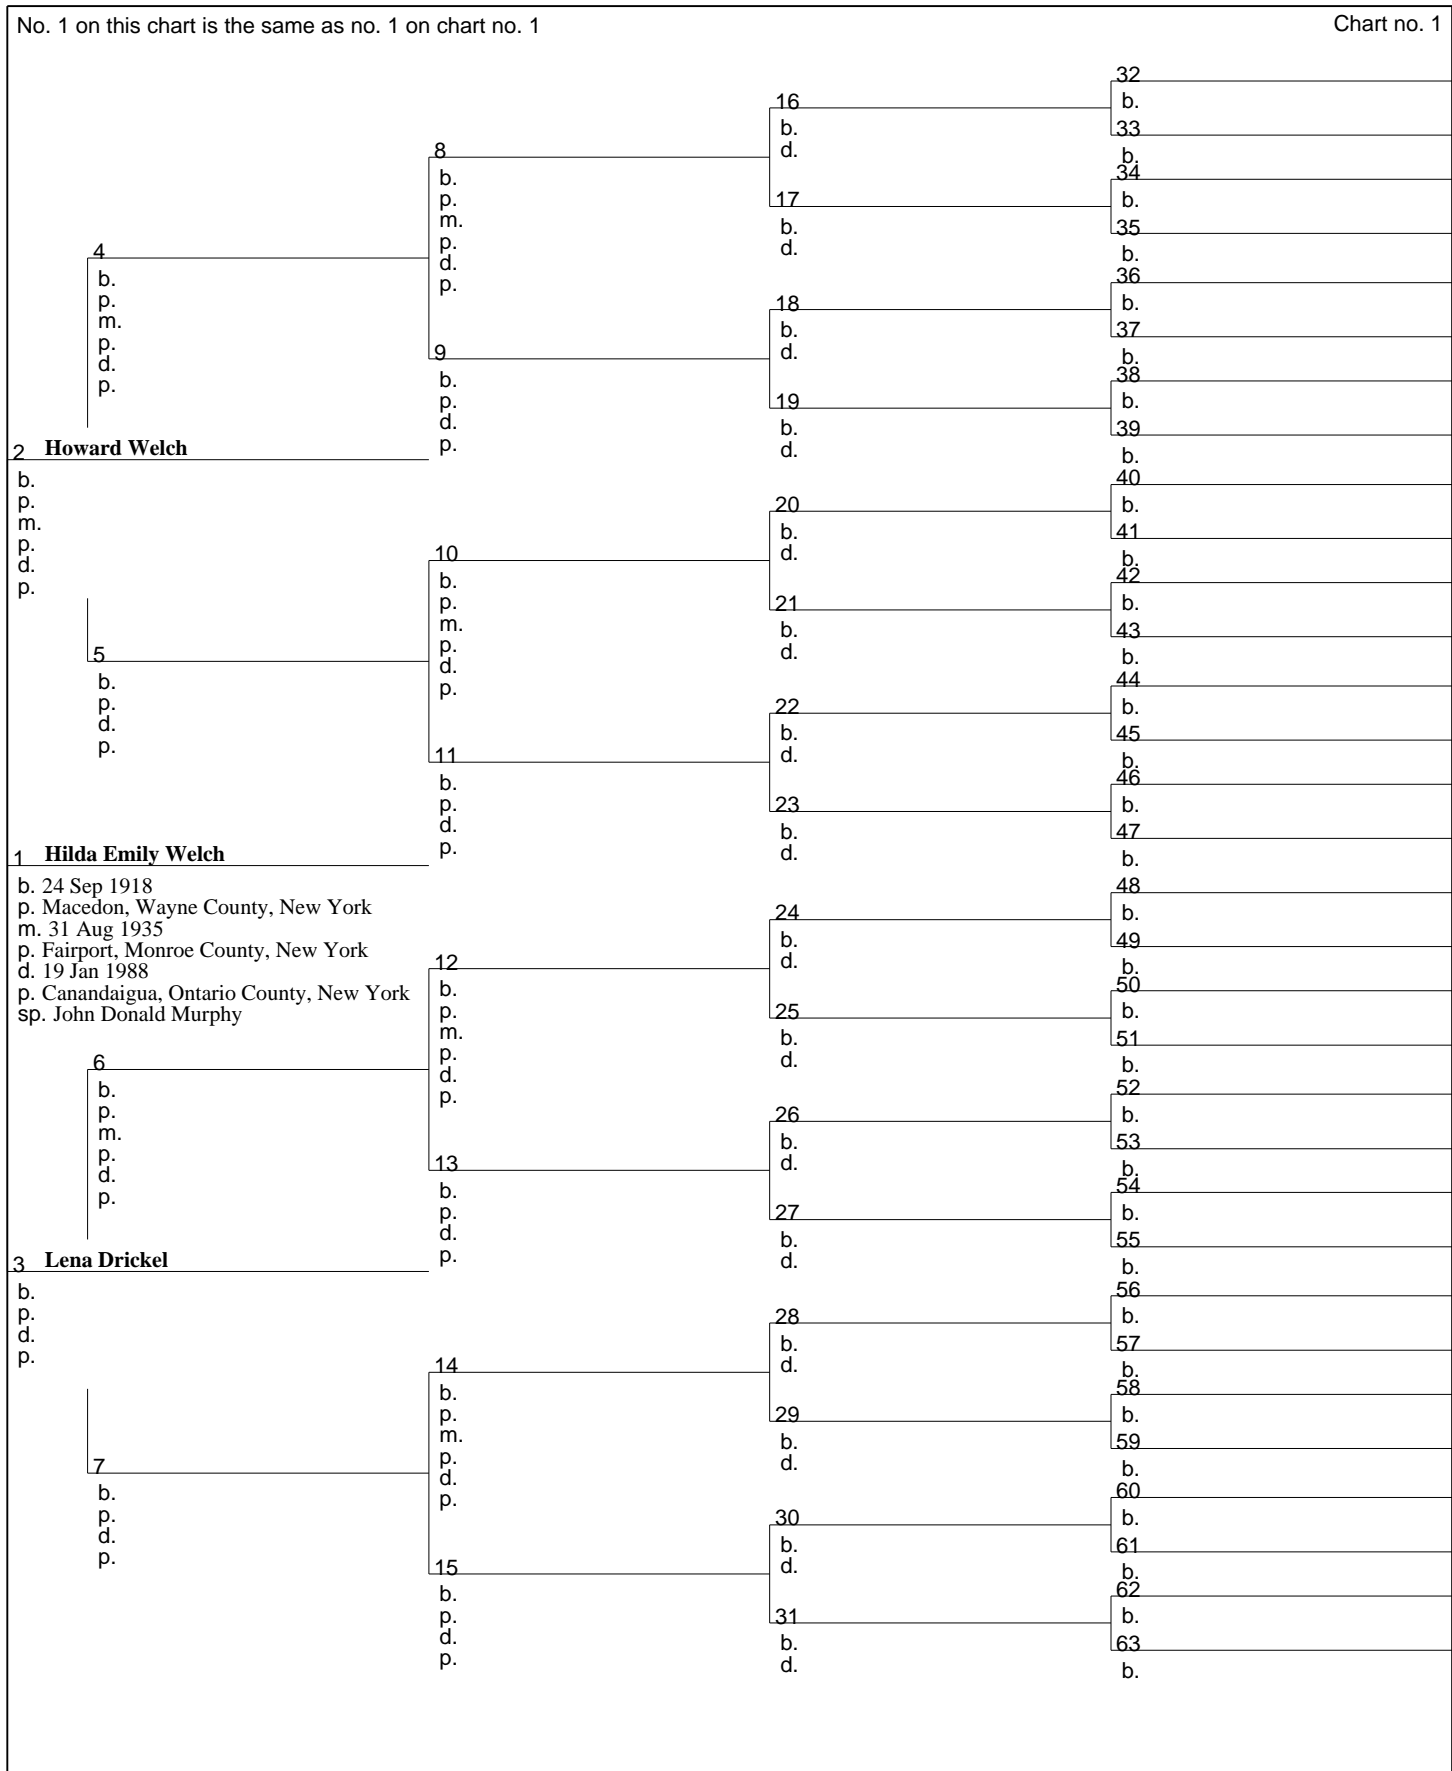 No. 1 on this chart is the same as no. 1 on chart no. 1
Chart no. 1
2 Howard Welch
b.
p.
m.
p.
d.
p.
1 Hilda Emily Welch
b. 24 Sep 1918
p. Macedon, Wayne County, New York
m. 31 Aug 1935
p. Fairport, Monroe County, New York
d. 19 Jan 1988
p. Canandaigua, Ontario County, New York
sp. John Donald Murphy
3 Lena Drickel
b.
p.
d.
p.
4
b.
p.
m.
p.
d.
p.
5
b.
p.
d.
p.
6
b.
p.
m.
p.
d.
p.
7
b.
p.
d.
p.
8
b.
p.
m.
p.
d.
p.
9
b.
p.
d.
p.
10
b.
p.
m.
p.
d.
p.
11
b.
p.
d.
p.
12
b.
p.
m.
p.
d.
p.
13
b.
p.
d.
p.
14
b.
p.
m.
p.
d.
p.
15
b.
p.
d.
p.
16
b.
d.
17
b.
d.
18
b.
d.
19
b.
d.
20
b.
d.
21
b.
d.
22
b.
d.
23
b.
d.
24
b.
d.
25
b.
d.
26
b.
d.
27
b.
d.
28
b.
d.
29
b.
d.
30
b.
d.
31
b.
d.
32
b.
33
b.
34
b.
35
b.
36
b.
37
b.
38
b.
39
b.
40
b.
41
b.
42
b.
43
b.
44
b.
45
b.
46
b.
47
b.
48
b.
49
b.
50
b.
51
b.
52
b.
53
b.
54
b.
55
b.
56
b.
57
b.
58
b.
59
b.
60
b.
61
b.
62
b.
63
b.